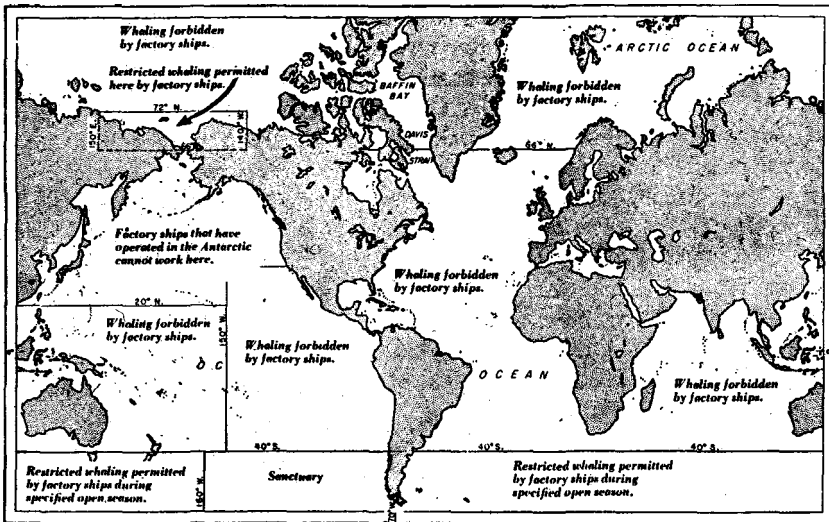 Whaling forbidden
by factory ships.
Restricted whaling permitted
here by factory ships.
72° N.
150° E.
140° W.
ARCTIC OCEAN
BAFFIN
BAY
Whaling forbidden
by factory ships.
DAVIS
STRAIT
66° N.
Factory ships that have
operated in the Antarctic
cannot work here.
20° N.
Whaling forbidden
by factory ships.
150° W.
b c
Whaling forbidden
by factory ships.
Whaling forbidden
by factory ships.
OCEAN
Whaling forbidden
by factory ships.
40° S.
40° S.
40° S.
Restricted whaling permitted
by factory ships during
specified open season.
160° W.
Sanctuary
70° W.
Restricted whaling permitted
by factory ships during
specified open season.